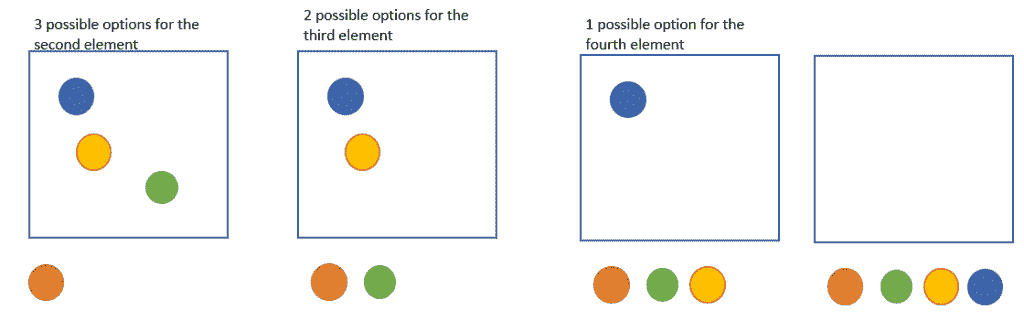 3 possible options for the
second element
2 possible options for the
third element
1 possible option for the
fourth element